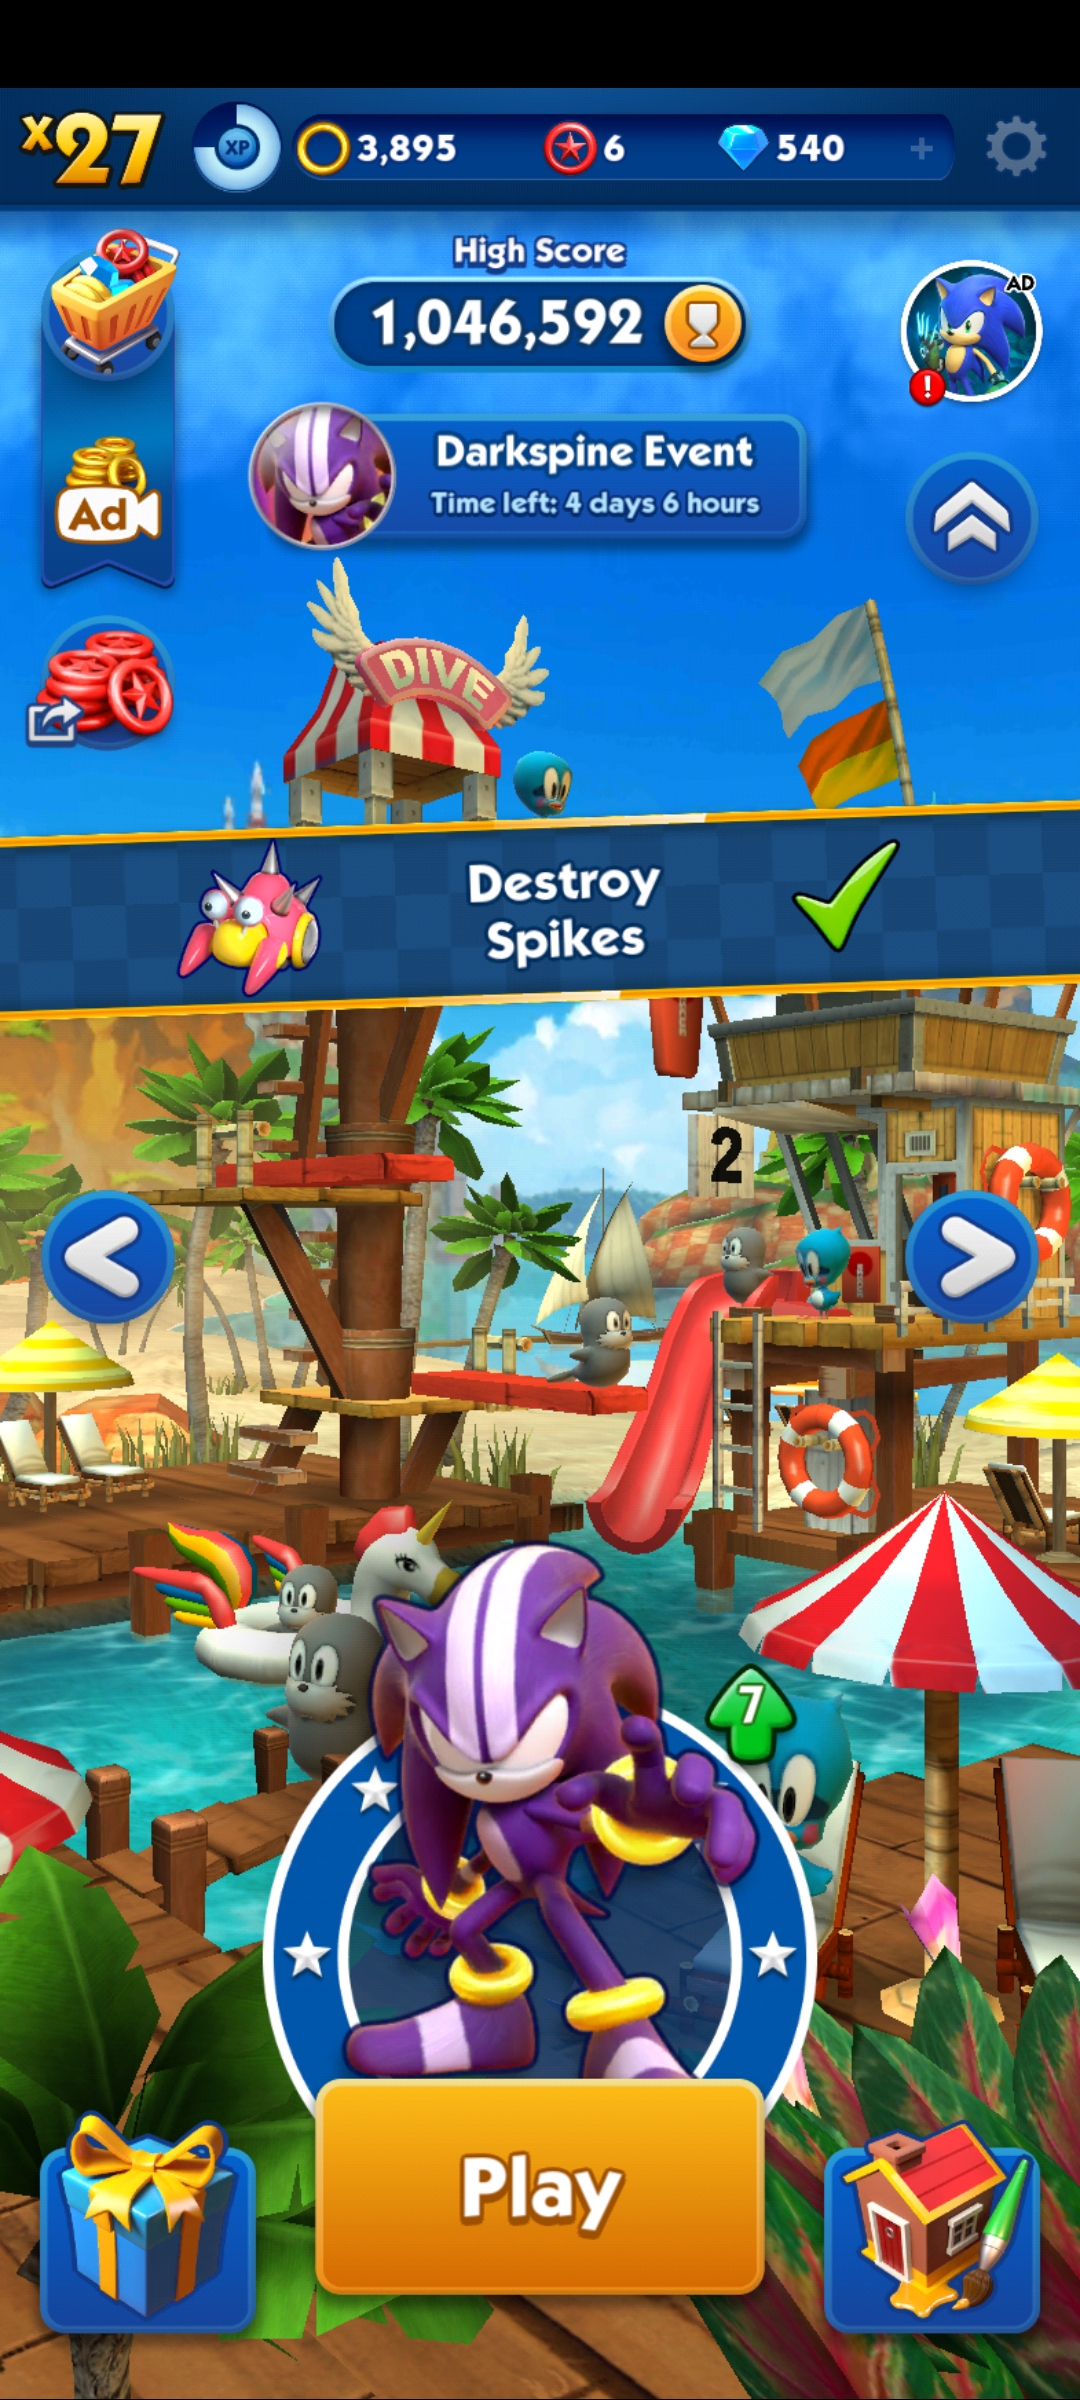 x27
XP
3,895
6
540
+
High Score
1,046,592
AD
!
Darkspine Event
Time left: 4 days 6 hours
Ad
DIVE
Destroy
Spikes
2
7
Play